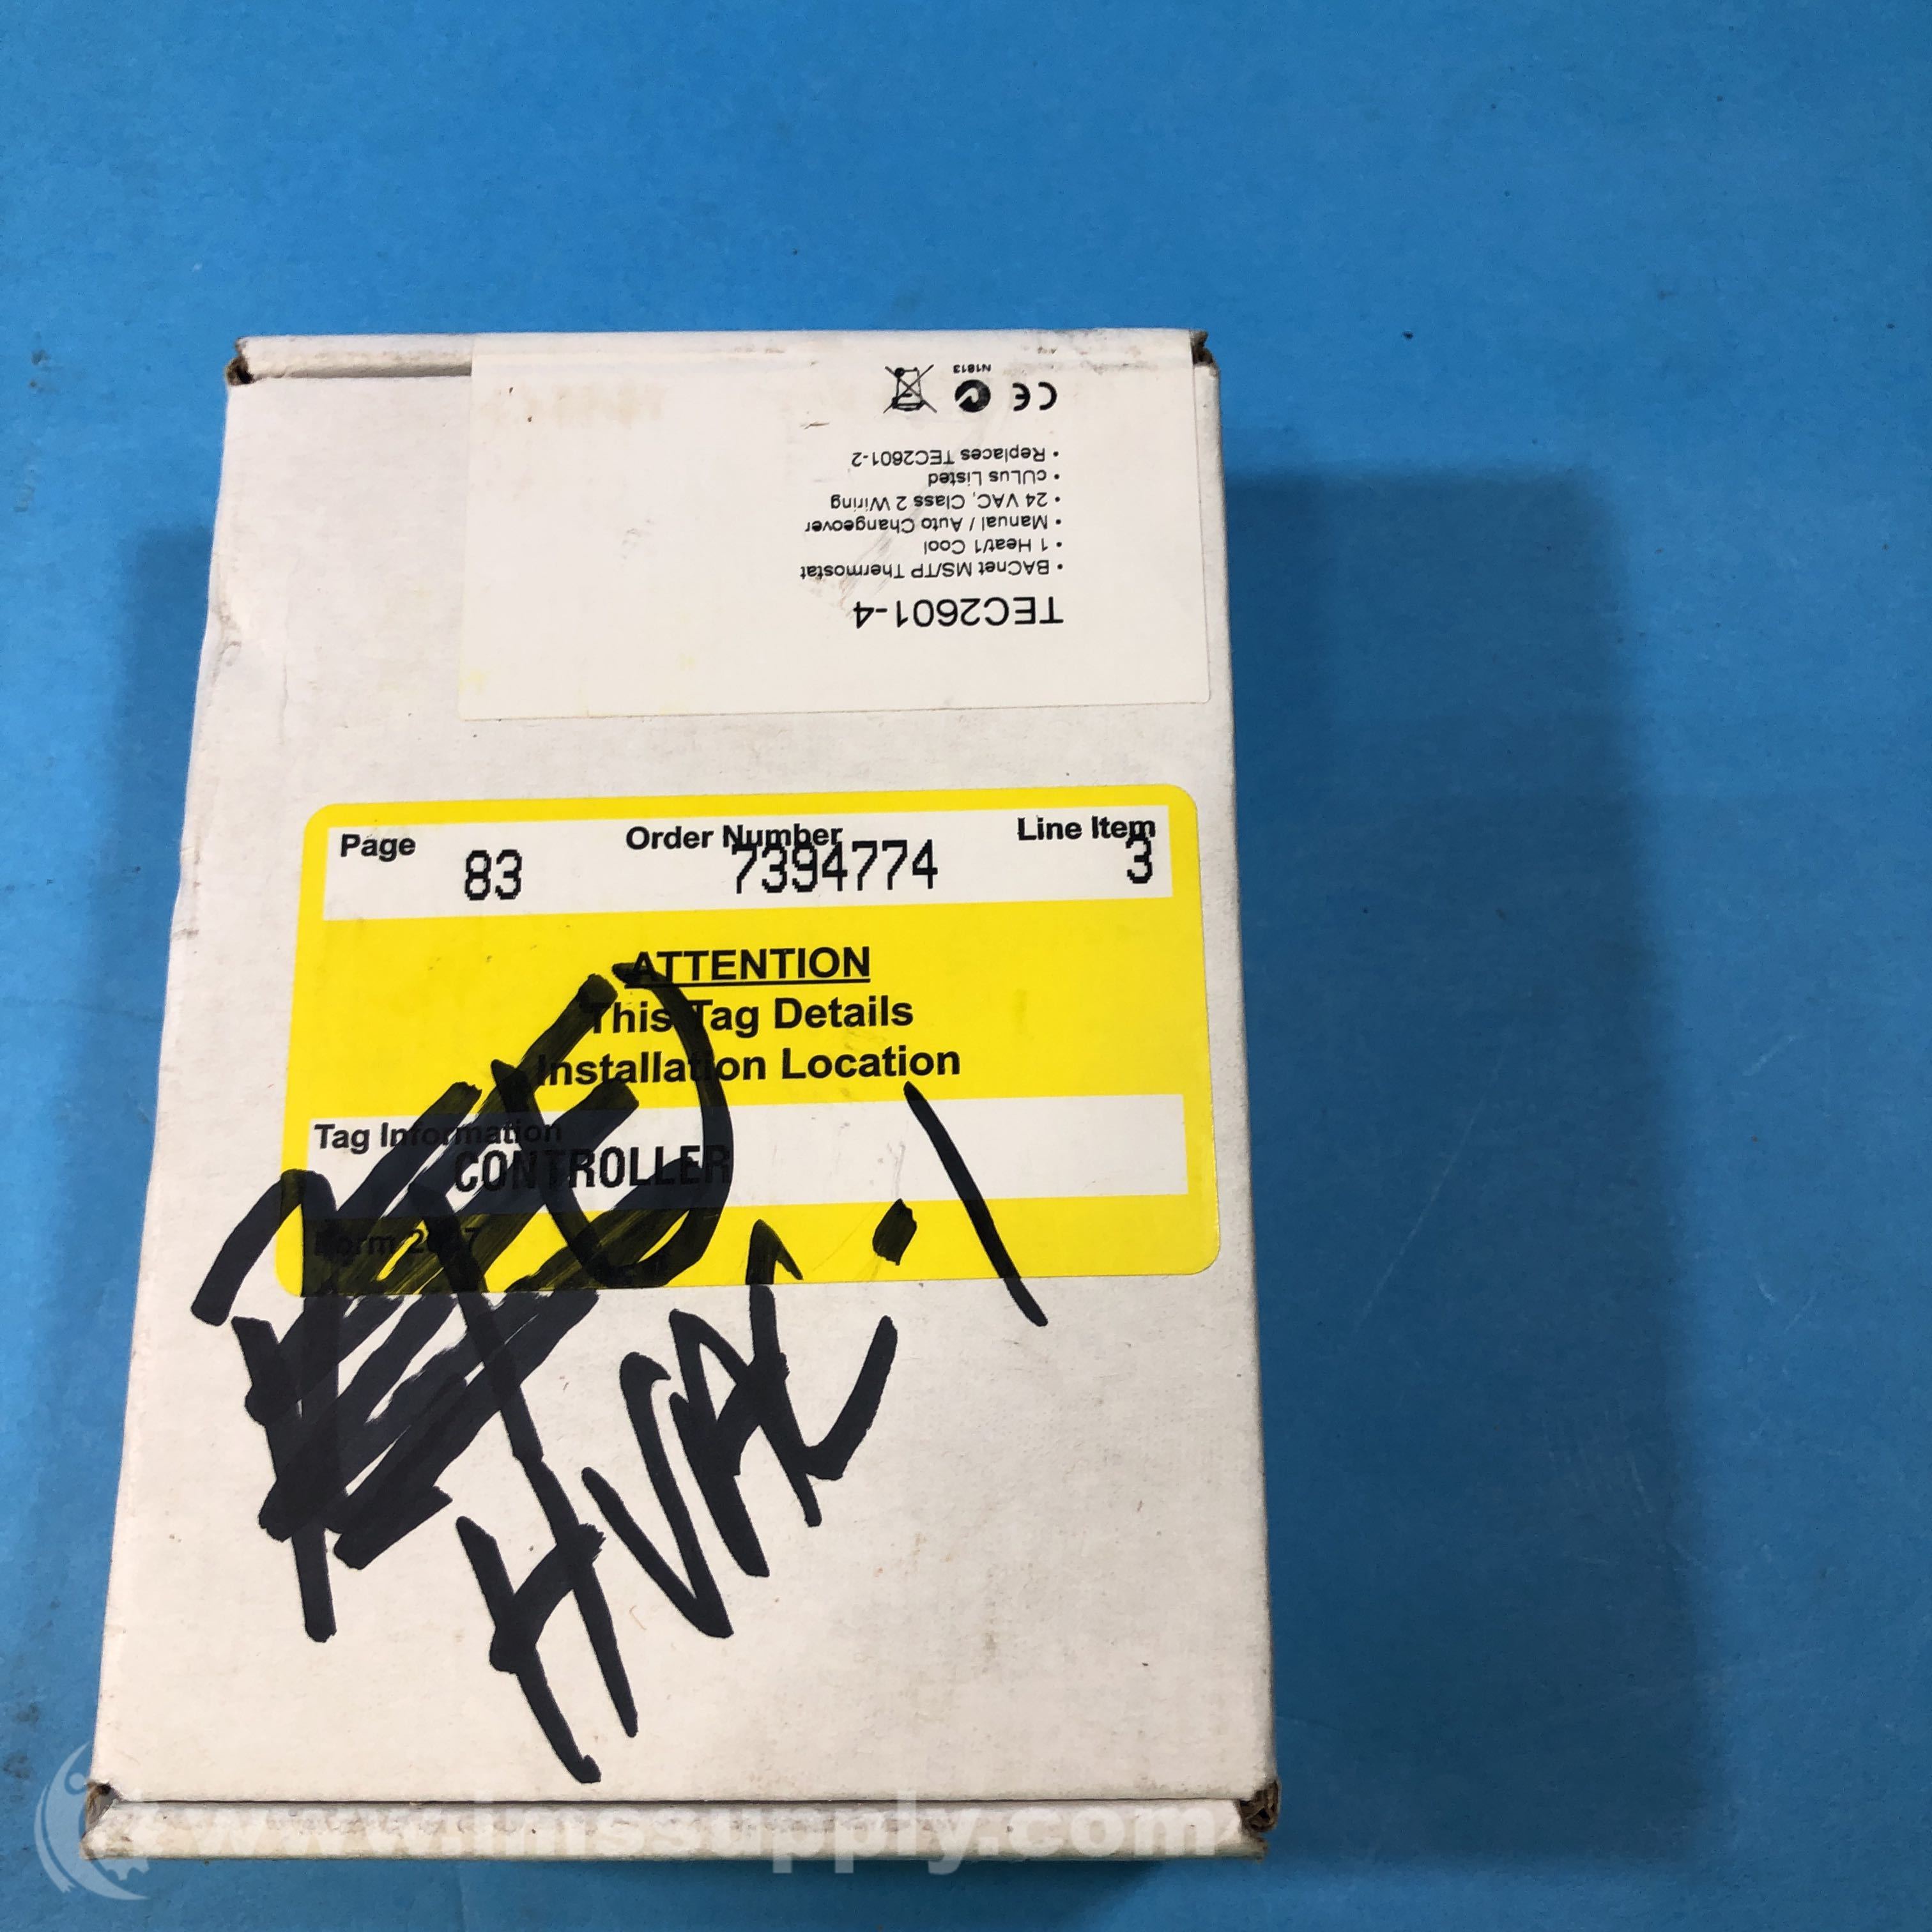 N1813
• Replaces TEC2601-2
• cULus Listed
• 24 VAC, Class 2 Wiring
• Manual / Auto Changeover
• 1 Heat/1 Cool
• BACnet MS/TP Thermostat
TEC2601-4
Page Order Number Line Item
83 7394774 3
ATTENTION
This Tag Details
Installation Location
Tag Information
CONTROLLER
Form
HVAC.1
www.imssupply.com